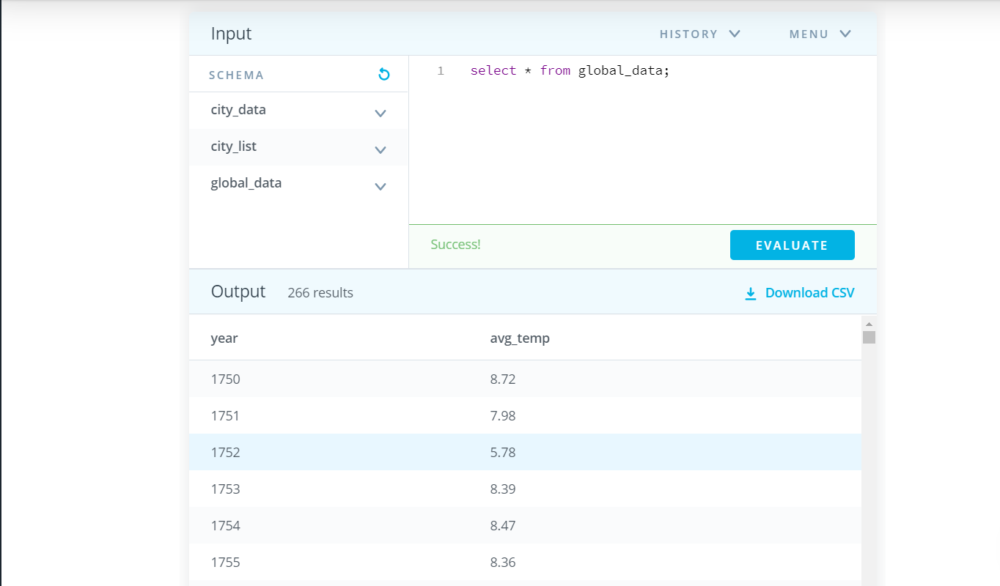 Input HISTORY MENU
SCHEMA
1 select * from global_data;
city_data
city_list
global_data
Success! EVALUATE
Output 266 results Download CSV
year avg_temp
1750 8.72
1751 7.98
1752 5.78
1753 8.39
1754 8.47
1755 8.36